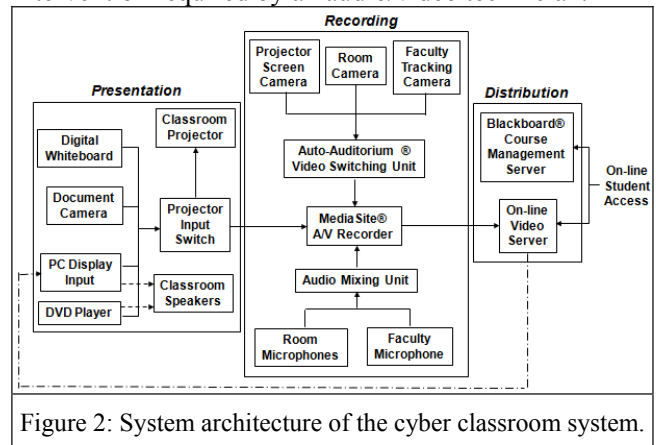 Recording
Projector
Screen
Camera
Room
Camera
Faculty
Tracking
Camera
Presentation
Distribution
Classroom
Projector
Digital
Whiteboard
Blackboard®
Course
Management
Server
Auto-Auditorium ®
Video Switching Unit
On-line
Student
Access
Document
Camera
Projector
Input
Switch
MediaSite®
A/V Recorder
On-line
Video
Server
PC Display
Input
Classroom
Speakers
Audio Mixing Unit
DVD Player
Room
Microphones
Faculty
Microphone
Figure 2: System architecture of the cyber classroom system.